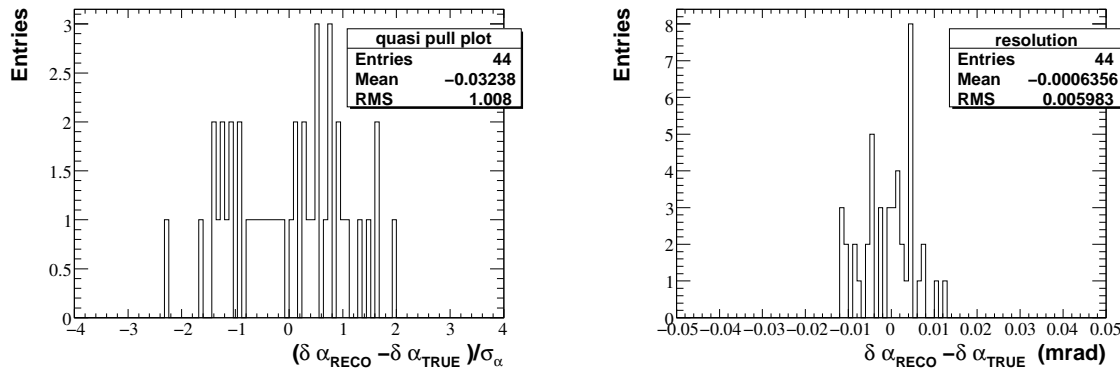 Entries
3
2.5
2
1.5
1
0.5
0
−4 −3 −2 −1 0 1 2 3 4
(δ α_RECO −δ α_TRUE )/σ_α
quasi pull plot
Entries 44
Mean −0.03238
RMS 1.008
Entries
8
7
6
5
4
3
2
1
0
−0.05 −0.04 −0.03 −0.02 −0.01 0 0.01 0.02 0.03 0.04 0.05
δ α_RECO −δ α_TRUE (mrad)
resolution
Entries 44
Mean −0.0006356
RMS 0.005983